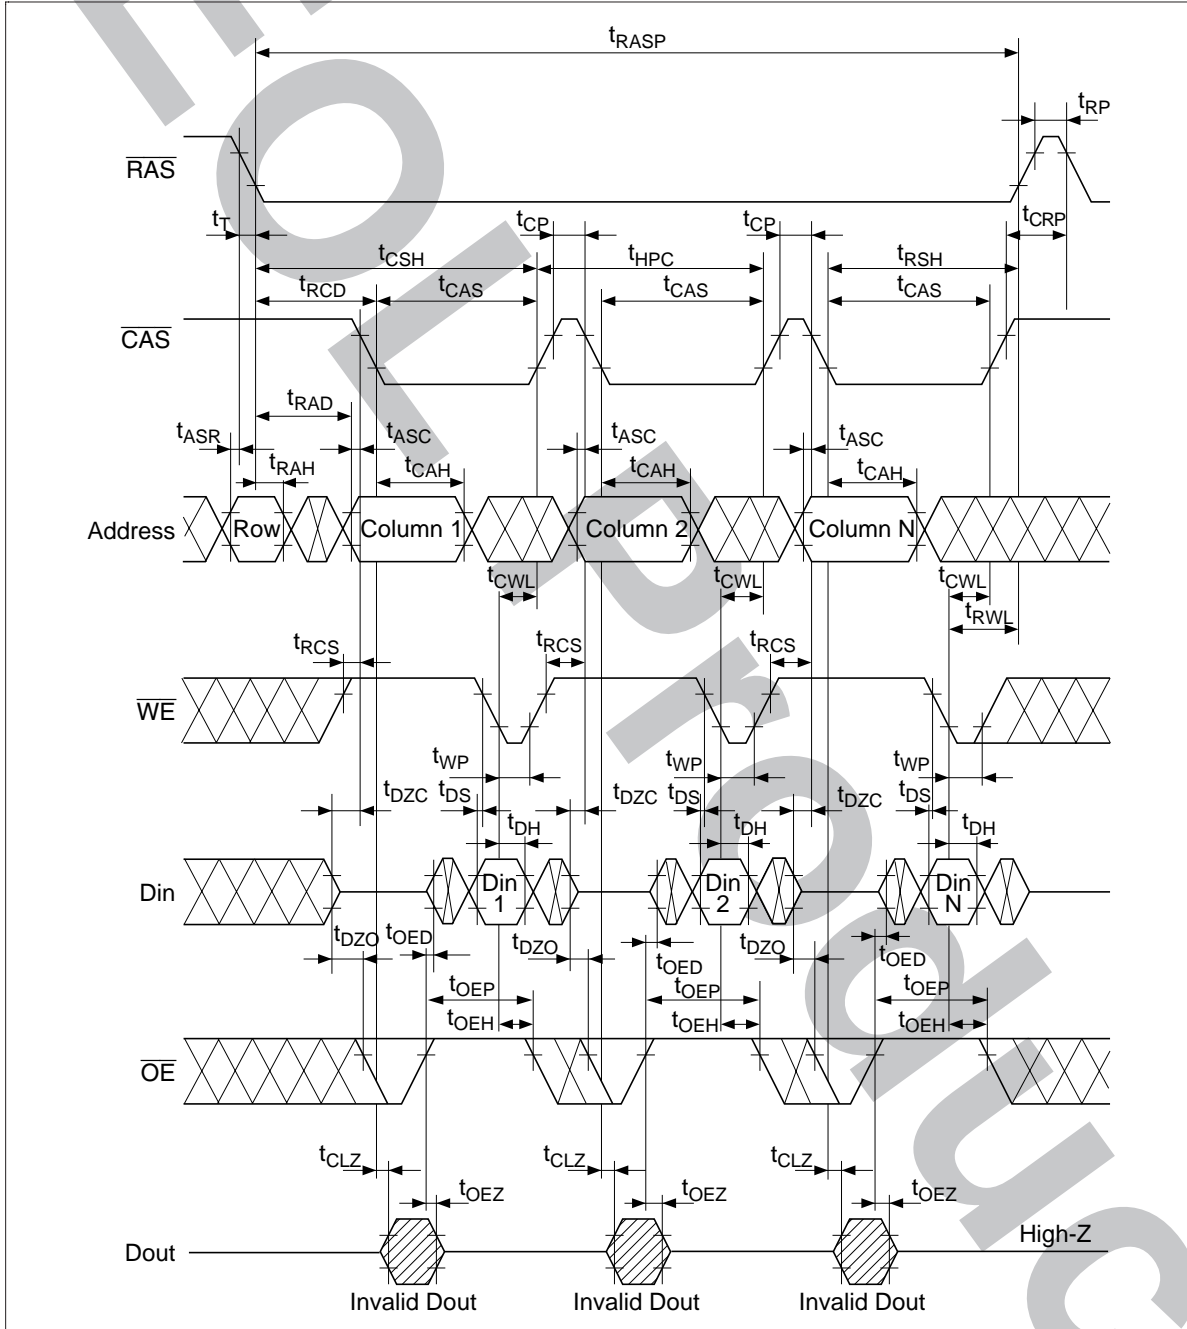 tRASP
tRP
RAS
tT tCP tCP tCRP
tCSH tHPC tRSH
tRCD tCAS tCAS tCAS
CAS
tRAD
tASR tASC tASC tASC
tRAH tCAH tCAH tCAH
Address Row Column 1 Column 2 Column N
tCWL tCWL tCWL
tRWL
tRCS tRCS tRCS
WE
tWP tWP tWP
tDZC tDS tDZC tDS tDZC tDS
tDH tDH tDH
Din Din 1 Din 2 Din N
tDZO tOED tDZO tOED tDZO tOED
tOEP tOEP tOEP
tOEH tOEH tOEH
OE
tCLZ tCLZ tCLZ
tOEZ tOEZ tOEZ
Dout High-Z
Invalid Dout Invalid Dout Invalid Dout
EOL Product